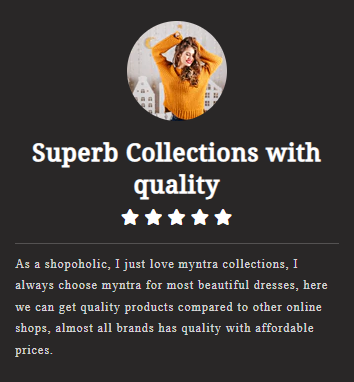 Superb Collections with
quality
As a shopoholic, I just love myntra collections, I
always choose myntra for most beautiful dresses, here
we can get quality products compared to other online
shops, almost all brands has quality with affordable
prices.